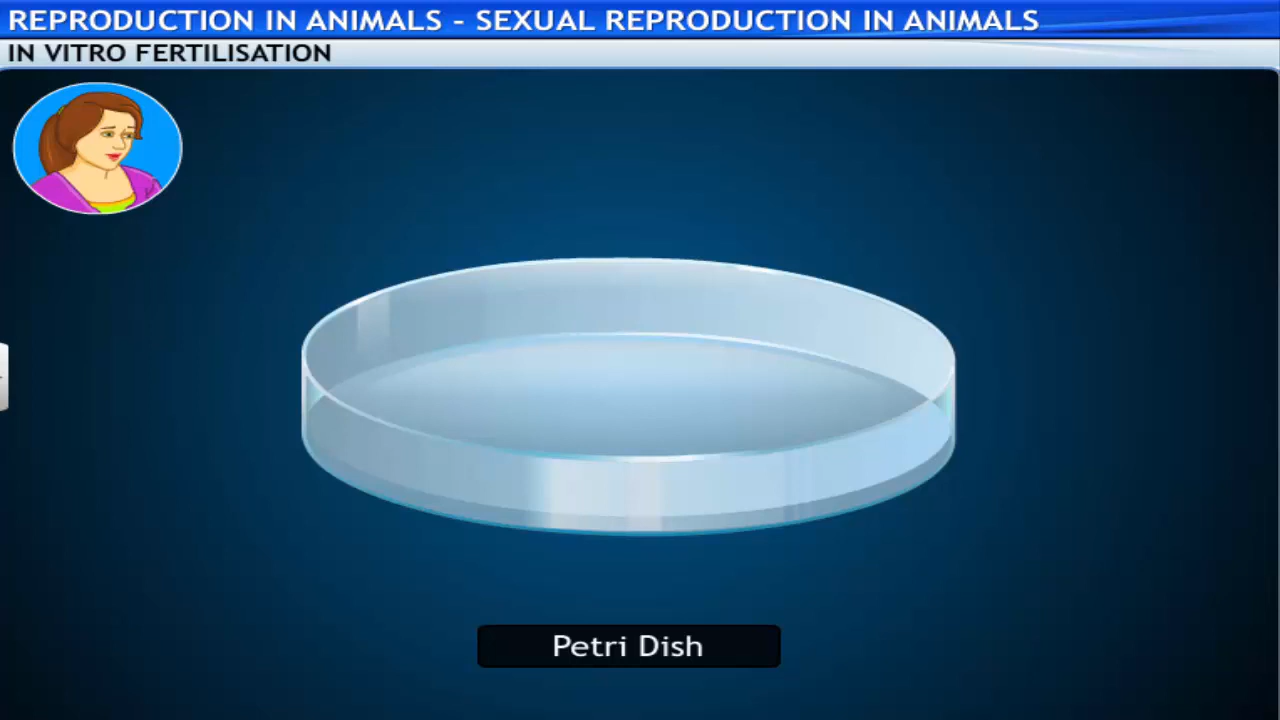 REPRODUCTION IN ANIMALS – SEXUAL REPRODUCTION IN ANIMALS
IN VITRO FERTILISATION
Petri Dish